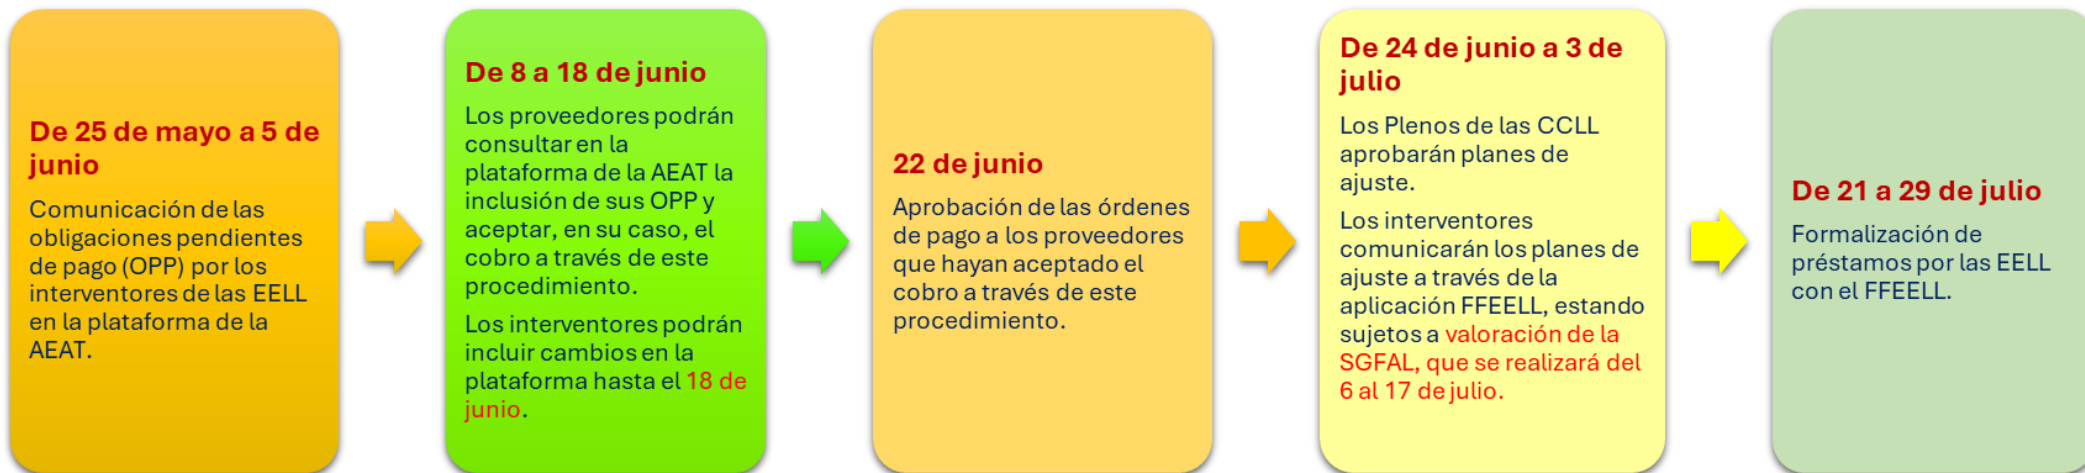 De 25 de mayo a 5 de
junio
Comunicación de las
obligaciones pendientes
de pago (OPP) por los
interventores de las EELL
en la plataforma de la
AEAT.
De 8 a 18 de junio
Los proveedores podrán
consultar en la
plataforma de la AEAT la
inclusión de sus OPP y
aceptar, en su caso, el
cobro a través de este
procedimiento.
Los interventores podrán
incluir cambios en la
plataforma hasta el 18 de
junio.
22 de junio
Aprobación de las órdenes
de pago a los proveedores
que hayan aceptado el
cobro a través de este
procedimiento.
De 24 de junio a 3 de
julio
Los Plenos de las CCLL
aprobarán planes de
ajuste.
Los interventores
comunicarán los planes de
ajuste a través de la
aplicación FFEELL, estando
sujetos a valoración de la
SGFAL, que se realizará del
6 al 17 de julio.
De 21 a 29 de julio
Formalización de
préstamos por las EELL
con el FFEELL.